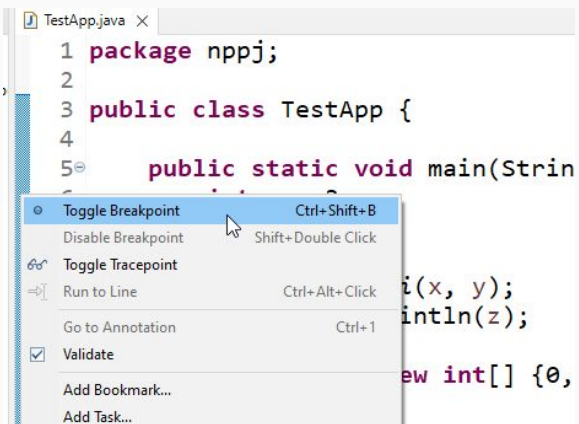 TestApp.java
1 package nppj;
2
3 public class TestApp {
4
5 public static void main(Strin
Toggle Breakpoint Ctrl+Shift+B
Disable Breakpoint Shift+Double Click
Toggle Tracepoint
Run to Line Ctrl+Alt+Click
i(x, y);
Go to Annotation Ctrl+1
intln(z);
Validate
ew int[] {0,
Add Bookmark...
Add Task...